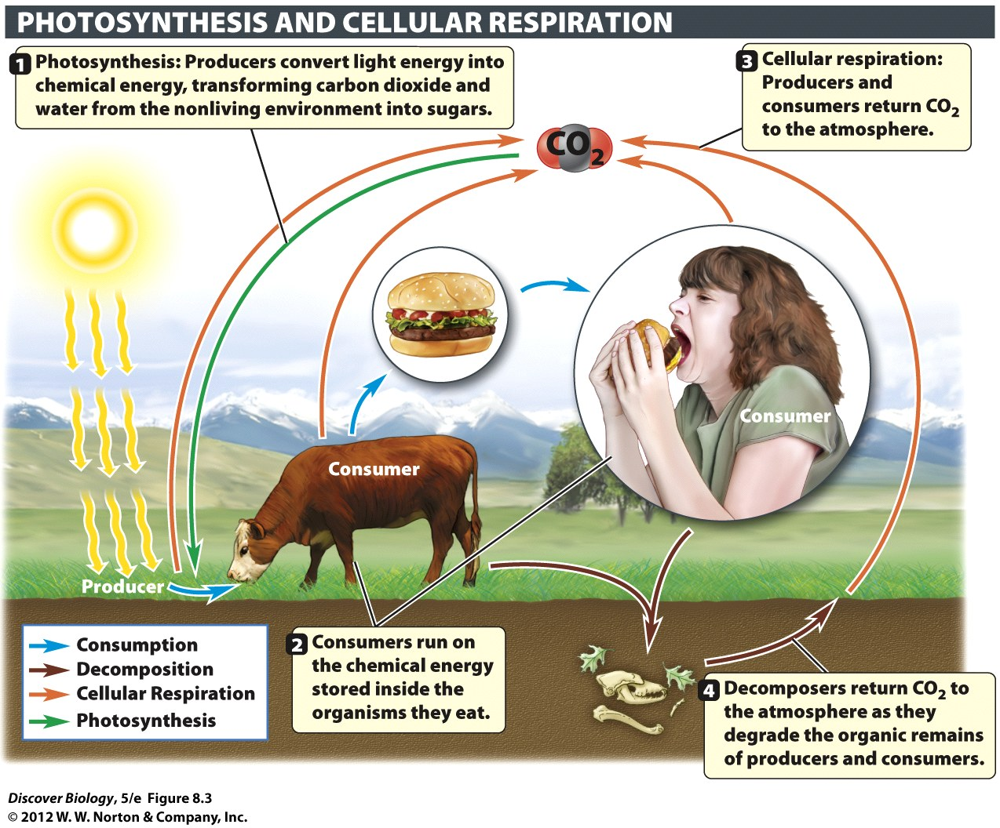 PHOTOSYNTHESIS AND CELLULAR RESPIRATION
1 Photosynthesis: Producers convert light energy into
chemical energy, transforming carbon dioxide and
water from the nonliving environment into sugars.
3 Cellular respiration:
Producers and
consumers return CO₂
to the atmosphere.
CO₂
Consumer
Consumer
Producer
Consumption
Decomposition
Cellular Respiration
Photosynthesis
2 Consumers run on
the chemical energy
stored inside the
organisms they eat.
4 Decomposers return CO₂ to
the atmosphere as they
degrade the organic remains
of producers and consumers.
Discover Biology, 5/e Figure 8.3
© 2012 W. W. Norton & Company, Inc.